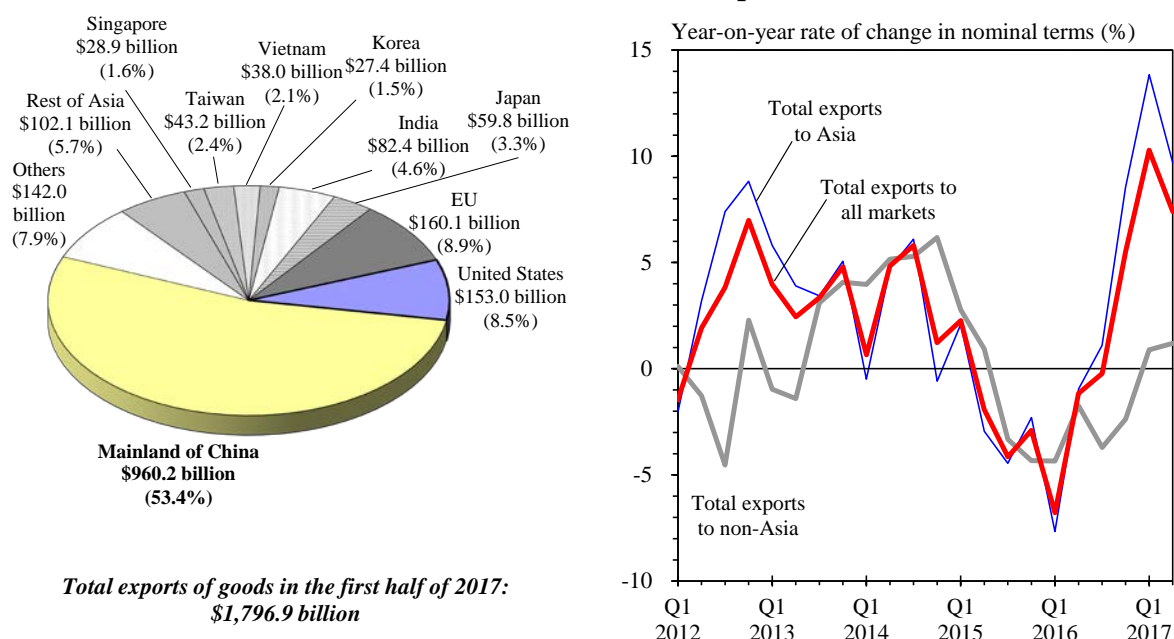 Singapore
$28.9 billion
(1.6%)
Vietnam
$38.0 billion
(2.1%)
Korea
$27.4 billion
(1.5%)
Rest of Asia
$102.1 billion
(5.7%)
Taiwan
$43.2 billion
(2.4%)
India
$82.4 billion
(4.6%)
Japan
$59.8 billion
(3.3%)
Others
$142.0
billion
(7.9%)
EU
$160.1 billion
(8.9%)
United States
$153.0 billion
(8.5%)
Mainland of China
$960.2 billion
(53.4%)
Total exports of goods in the first half of 2017:
$1,796.9 billion
Year-on-year rate of change in nominal terms (%)
15
10
5
0
-5
-10
Total exports
to Asia
Total exports to
all markets
Total exports
to non-Asia
Q1 Q1 Q1 Q1 Q1 Q1
2012 2013 2014 2015 2016 2017